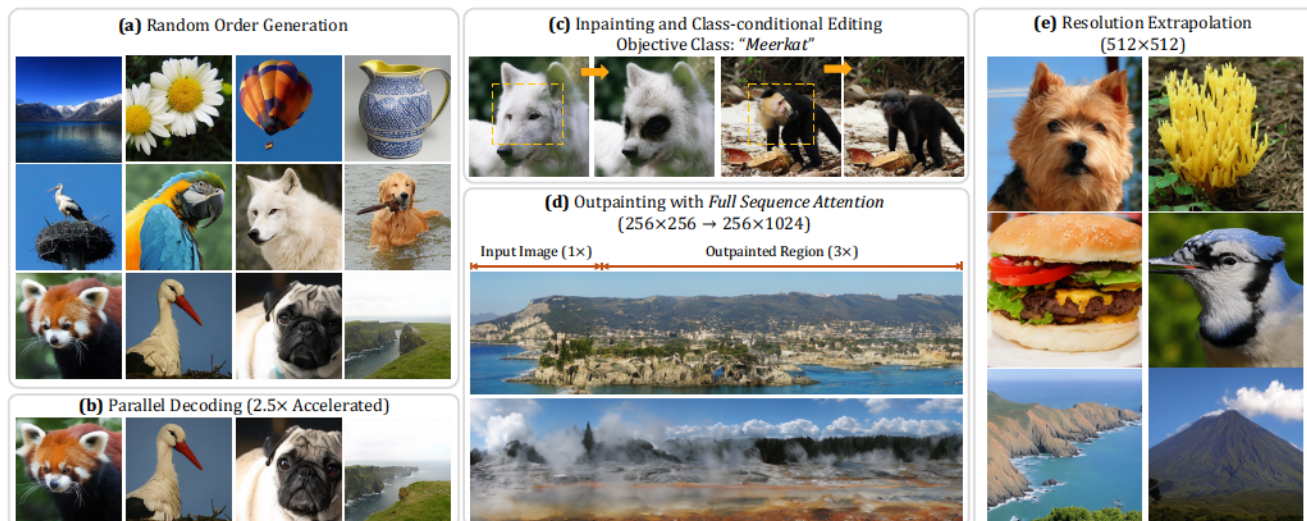 (a) Random Order Generation
(b) Parallel Decoding (2.5× Accelerated)
(c) Inpainting and Class-conditional Editing
Objective Class: “Meerkat”
(d) Outpainting with Full Sequence Attention
(256×256 → 256×1024)
Input Image (1×)
Outpainted Region (3×)
(e) Resolution Extrapolation
(512×512)